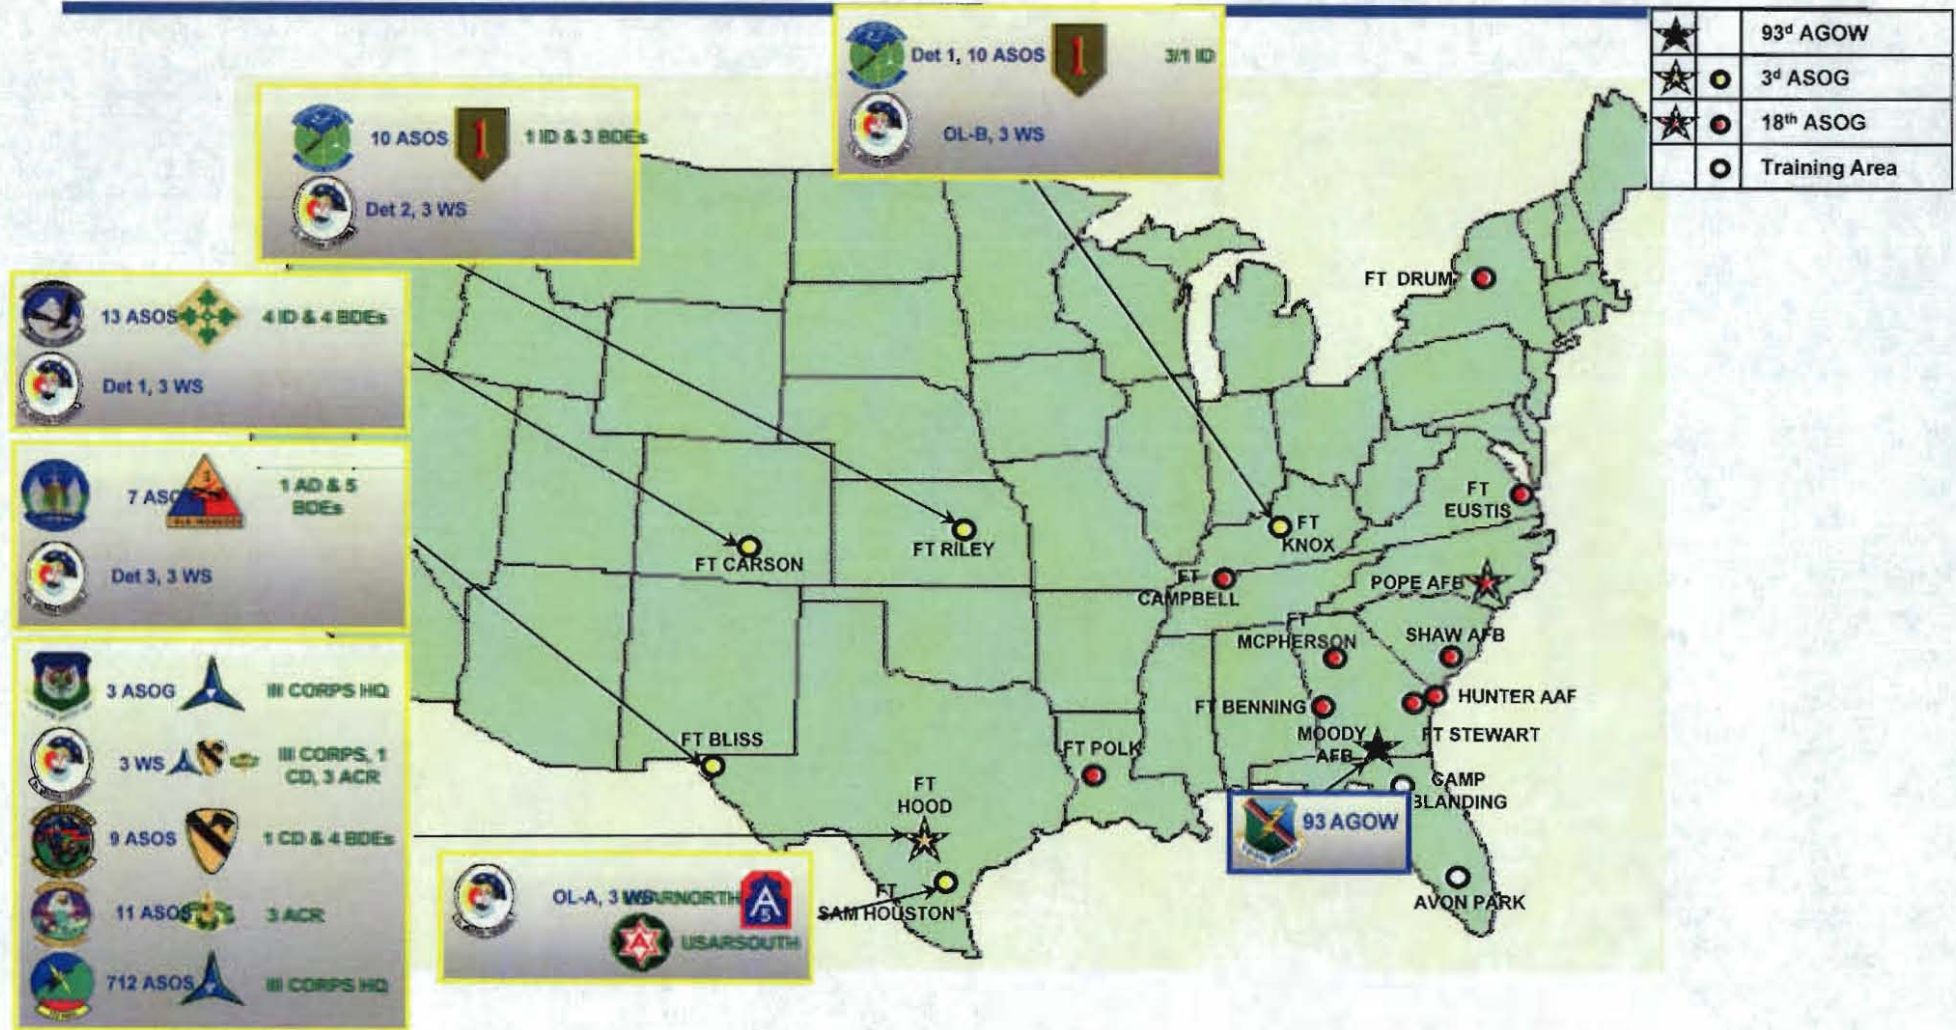 Det 1, 10 ASOS
3/1 ID
OL-B, 3 WS
93d AGOW
3d ASOG
18th ASOG
Training Area
10 ASOS
1 ID & 3 BDEs
Det 2, 3 WS
13 ASOS
4 ID & 4 BDEs
Det 1, 3 WS
7 ASOS
1 AD & 5
BDEs
Det 3, 3 WS
3 ASOG
III CORPS HQ
3 WS
III CORPS, 1
CD, 3 ACR
9 ASOS
1 CD & 4 BDEs
11 ASOS
3 ACR
712 ASOS
III CORPS HQ
OL-A, 3 WS
USARNORTH
A
5
A
USARSOUTH
93 AGOW
FT DRUM
FT
EUSTIS
FT
KNOX
FT RILEY
FT CARSON
FT
CAMPBELL
POPE AFB
FT
MCPHERSON
SHAW AFB
FT BENNING
HUNTER AAF
MOODY
AFB
FT STEWART
FT BLISS
FT POLK
FT
HOOD
CAMP
BLANDING
FT
SAM HOUSTON
AVON PARK